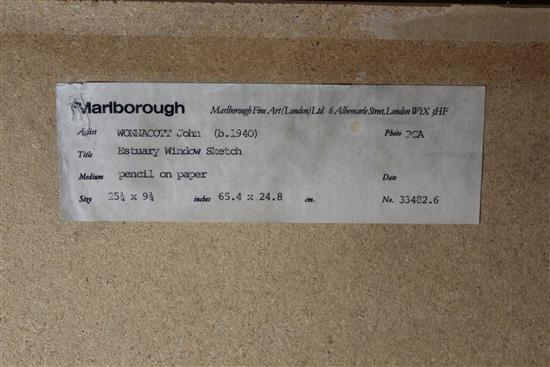 Marlborough Marlborough Fine Art (London) Ltd 6 Albemarle Street, London W1X 3HF
Artist WONNACOTT John (b.1940) Photo PCA
Title Estuary Window Sketch
Medium pencil on paper Date
Size 25¾ x 9¾ inches 65.4 x 24.8 cm. No. 33482.6